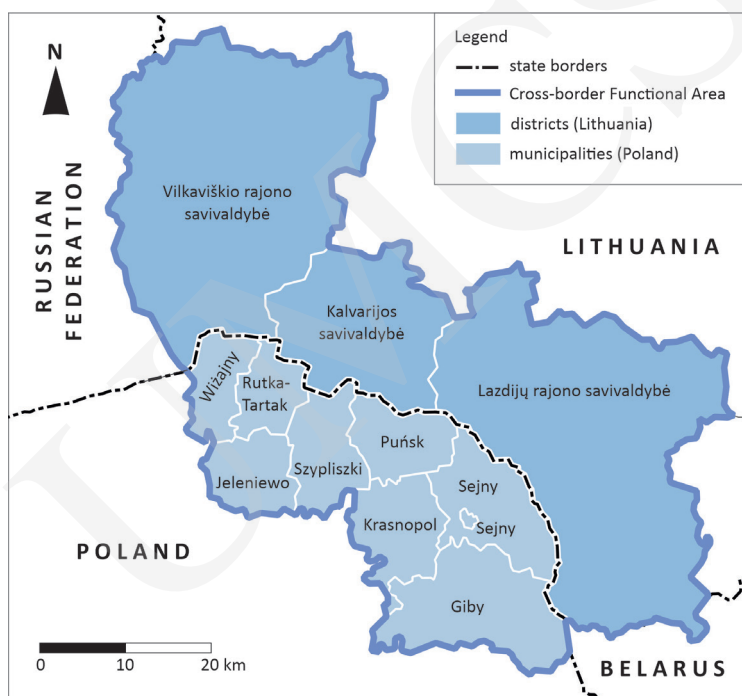 N
Legend
state borders
Cross-border Functional Area
districts (Lithuania)
municipalities (Poland)
RUSSIAN
FEDERATION
Vilkaviškio rajono
savivaldybė
LITHUANIA
Kalvarijos
savivaldybė
Lazdijų rajono savivaldybė
Wiżajny
Rutka-
Tartak
Puńsk
Szypliszki
Jeleniewo
Sejny
Krasnopol
Sejny
POLAND
Giby
BELARUS
0 10 20 km
UMCS